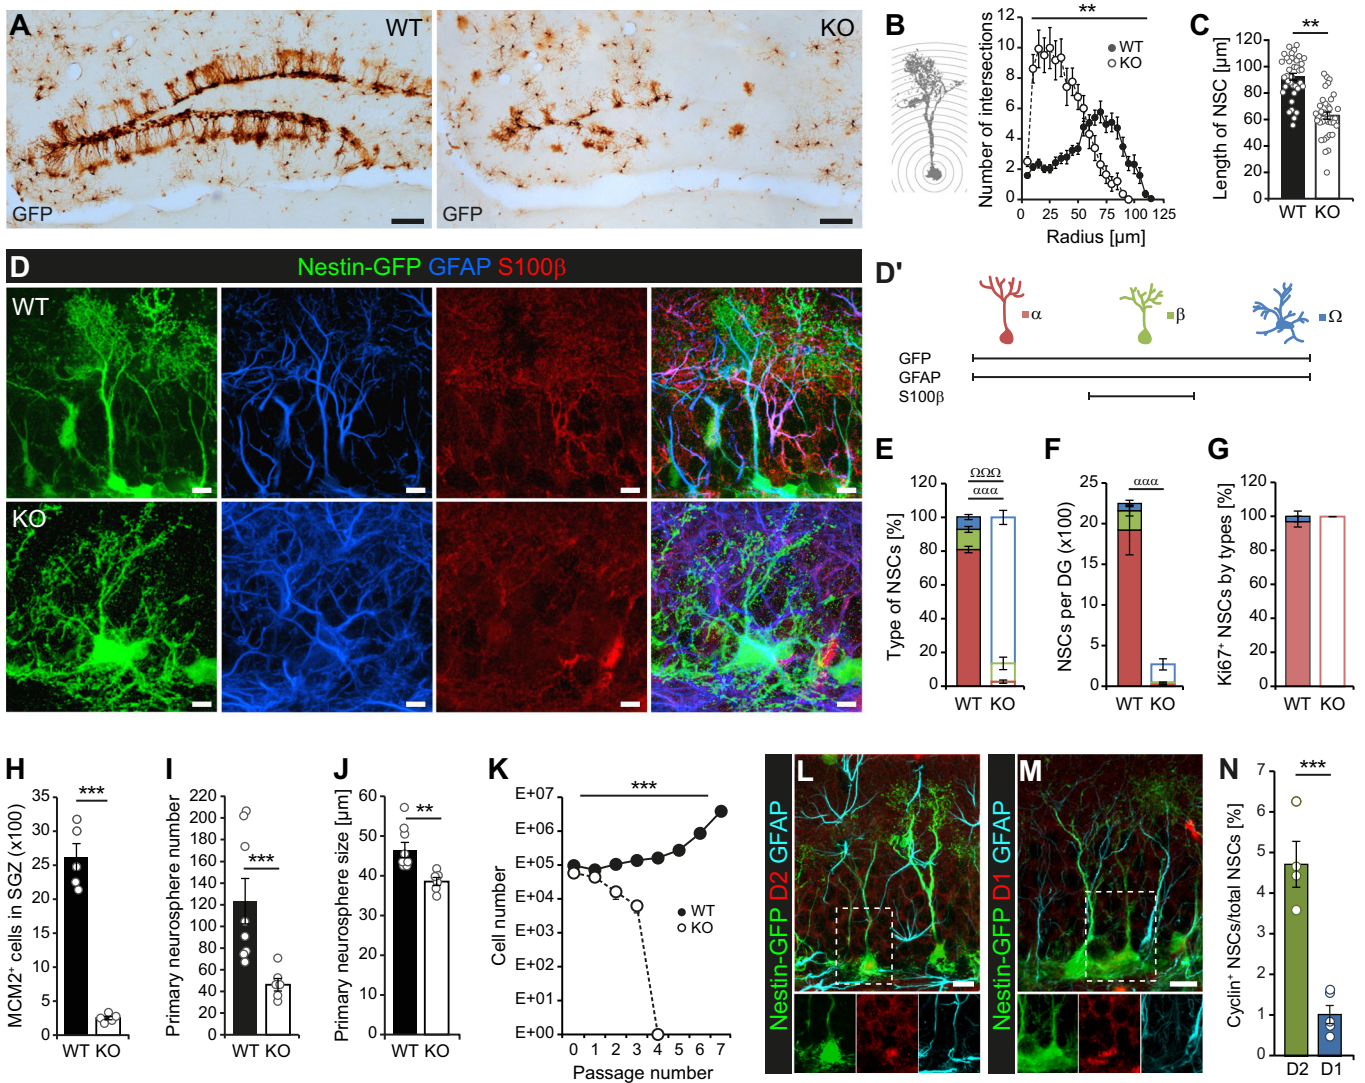 A
WT
GFP
KO
GFP
B
**
WT
KO
Number of intersections
12
10
8
6
4
2
0
0 25 50 75 100 125
Radius [µm]
C
**
Length of NSC [µm]
120
100
80
60
40
20
0
WT KO
D
Nestin-GFP GFAP S100β
WT
KO
D'
α
β
Ω
GFP
GFAP
S100β
E
ΩΩΩ
ααα
Type of NSCs [%]
120
100
80
60
40
20
0
WT KO
F
ααα
NSCs per DG (x100)
25
20
15
10
5
0
WT KO
G
Ki67+ NSCs by types [%]
120
100
80
60
40
20
0
WT KO
H
***
MCM2+ cells in SGZ (x100)
35
30
25
20
15
10
5
0
WT KO
I
***
Primary neurosphere number
220
200
180
160
140
120
100
80
60
40
20
0
WT KO
J
**
Primary neurosphere size [µm]
60
50
40
30
20
10
0
WT KO
K
***
Cell number
E+07
E+06
E+05
E+04
E+03
E+02
E+01
E+00
WT
KO
0 1 2 3 4 5 6 7
Passage number
L
Nestin-GFP D2 GFAP
M
Nestin-GFP D1 GFAP
N
***
Cyclin+ NSCs/total NSCs [%]
7
6
5
4
3
2
1
0
D2 D1